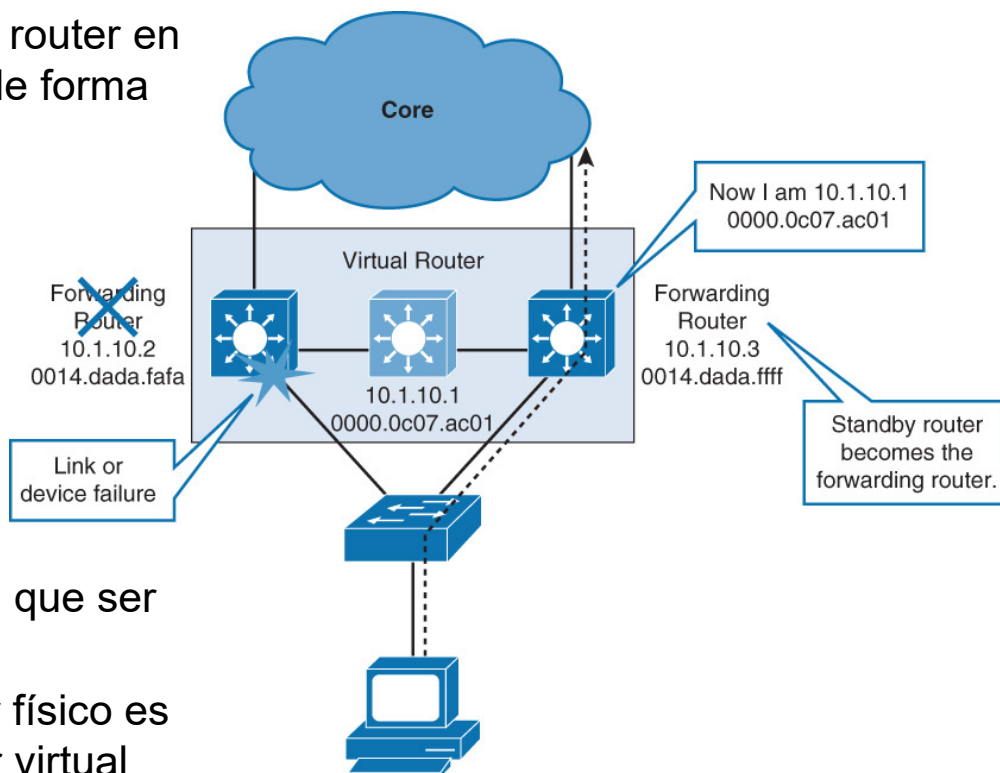 router en
de forma
Core
Now I am 10.1.10.1
0000.0c07.ac01
Virtual Router
Forwarding
Router
10.1.10.2
0014.dada.fafa
10.1.10.1
0000.0c07.ac01
Forwarding
Router
10.1.10.3
0014.dada.ffff
Link or
device failure
Standby router
becomes the
forwarding router.
que ser
físico es
virtual